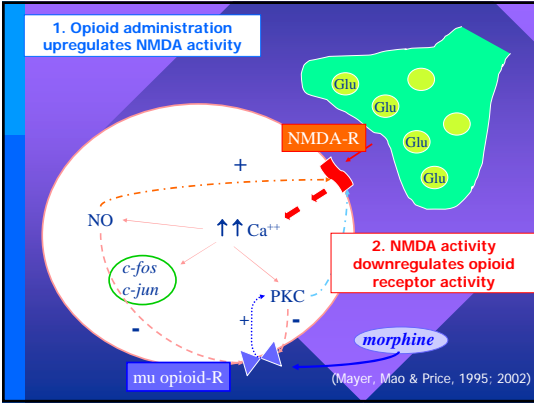 1. Opioid administration
upregulates NMDA activity
Glu
Glu
Glu
Glu
NMDA-R
+
NO
↑↑ Ca⁺⁺
c-fos
c-jun
2. NMDA activity
downregulates opioid
receptor activity
PKC
+
-
-
morphine
mu opioid-R
(Mayer, Mao & Price, 1995; 2002)